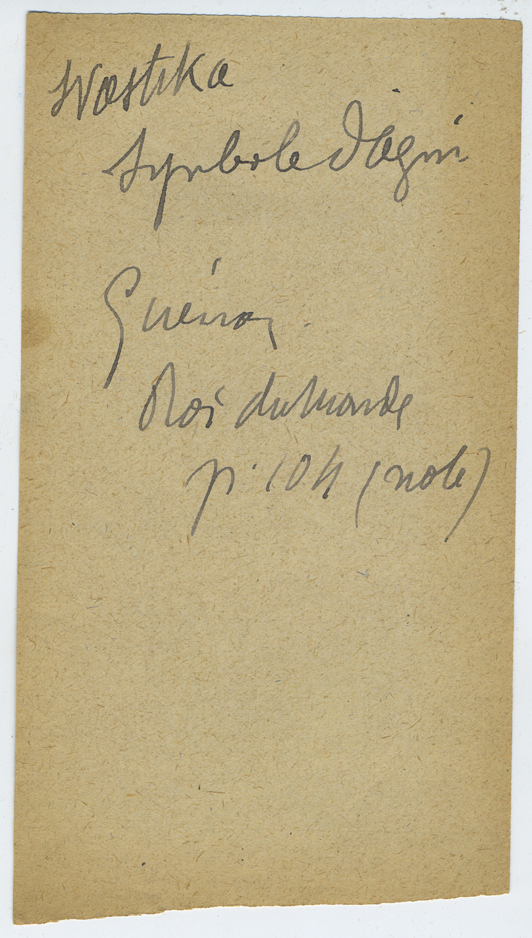 Swastika
Symbole d'Agni
Guénon
Roi du Monde
p. 104 (note)